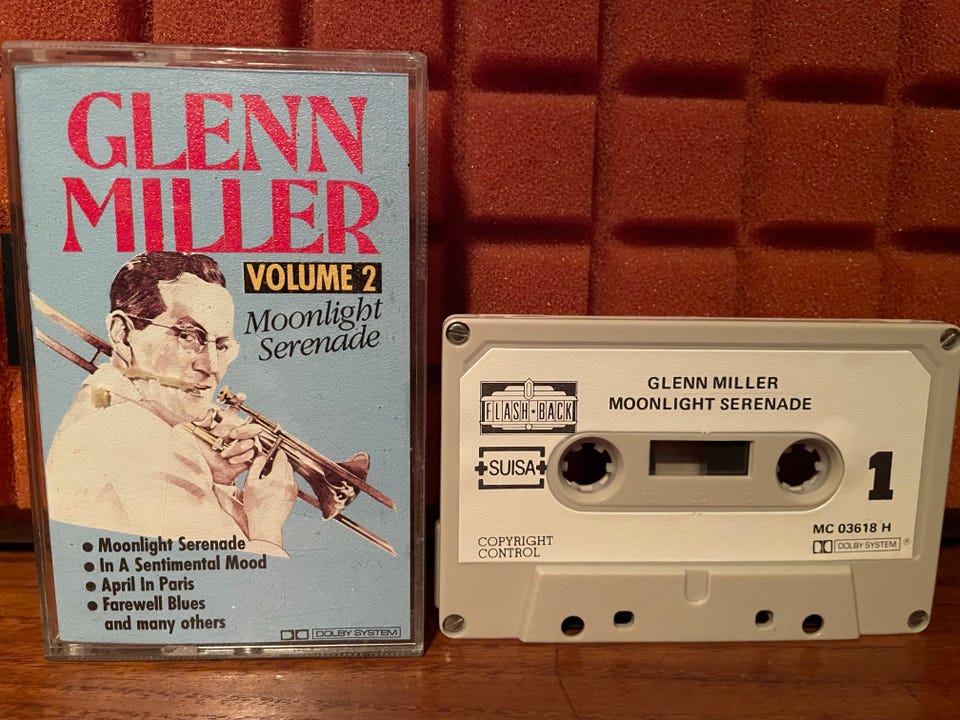 GLENN
MILLER
VOLUME 2
Moonlight
Serenade
• Moonlight Serenade
• In A Sentimental Mood
• April In Paris
• Farewell Blues
and many others
DOLBY SYSTEM
FLASH-BACK
SUISA
GLENN MILLER
MOONLIGHT SERENADE
1
COPYRIGHT
CONTROL
MC 03618 H
DOLBY SYSTEM ®